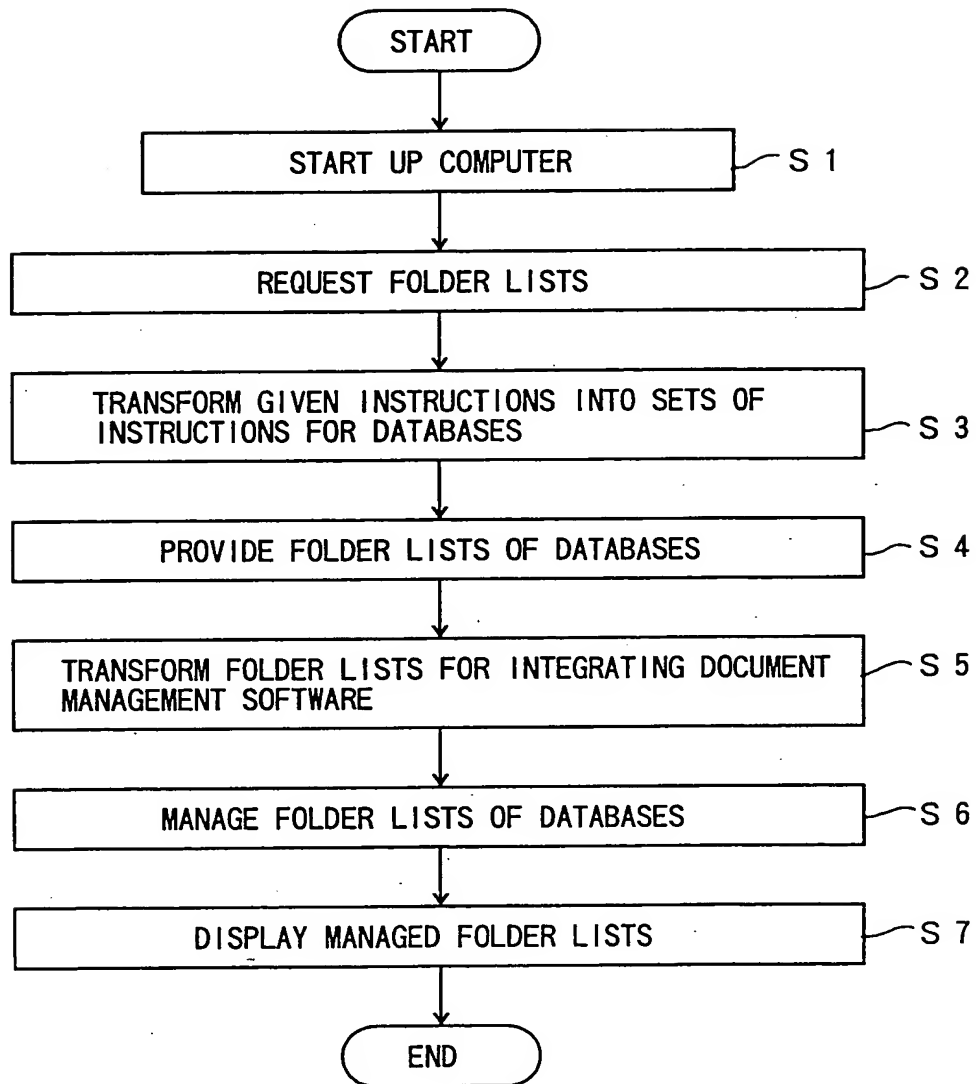 START
START UP COMPUTER
S 1
REQUEST FOLDER LISTS
S 2
TRANSFORM GIVEN INSTRUCTIONS INTO SETS OF
INSTRUCTIONS FOR DATABASES
S 3
PROVIDE FOLDER LISTS OF DATABASES
S 4
TRANSFORM FOLDER LISTS FOR INTEGRATING DOCUMENT
MANAGEMENT SOFTWARE
S 5
MANAGE FOLDER LISTS OF DATABASES
S 6
DISPLAY MANAGED FOLDER LISTS
S 7
END